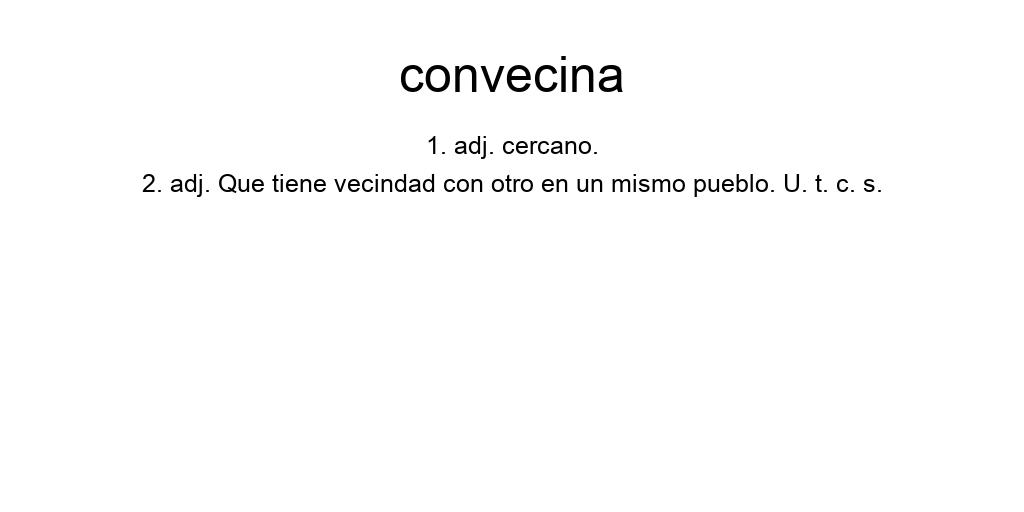 convecina
1. adj. cercano.
2. adj. Que tiene vecindad con otro en un mismo pueblo. U. t. c. s.